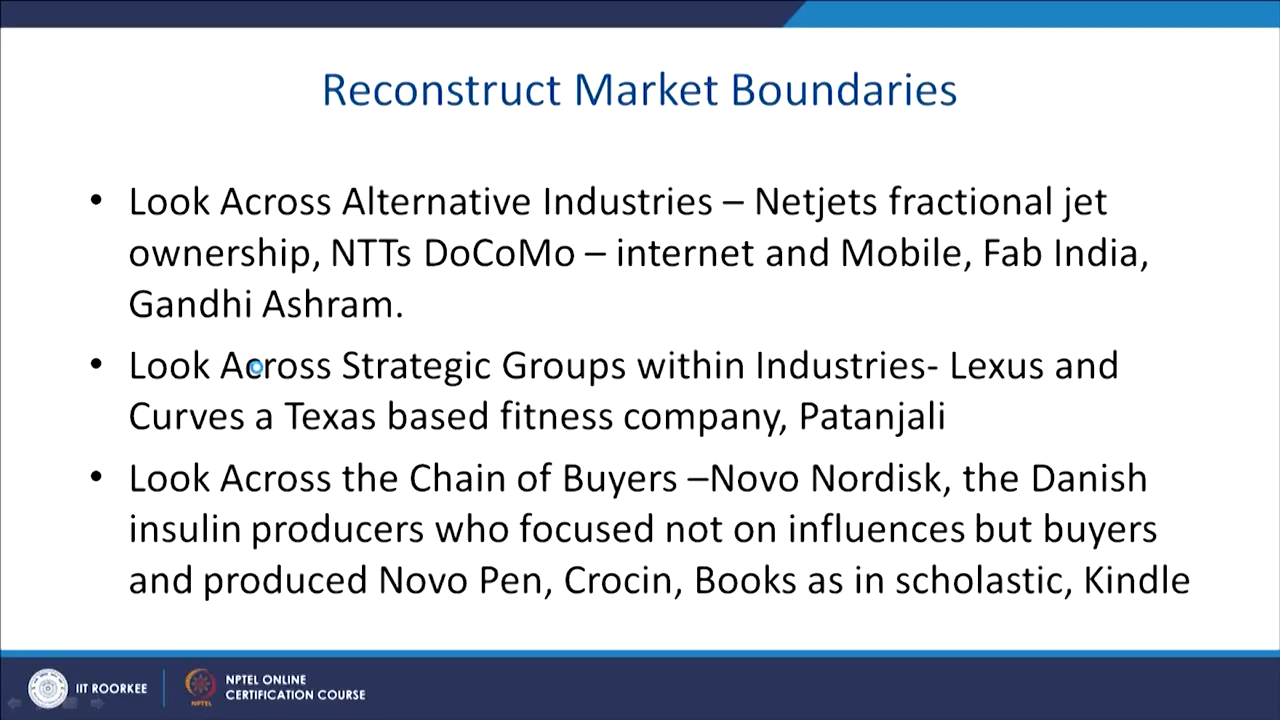 Reconstruct Market Boundaries
• Look Across Alternative Industries – Netjets fractional jet
ownership, NTTs DoCoMo – internet and Mobile, Fab India,
Gandhi Ashram.
• Look Across Strategic Groups within Industries- Lexus and
Curves a Texas based fitness company, Patanjali
• Look Across the Chain of Buyers –Novo Nordisk, the Danish
insulin producers who focused not on influences but buyers
and produced Novo Pen, Crocin, Books as in scholastic, Kindle
IIT ROORKEE
NPTEL
NPTEL ONLINE
CERTIFICATION COURSE